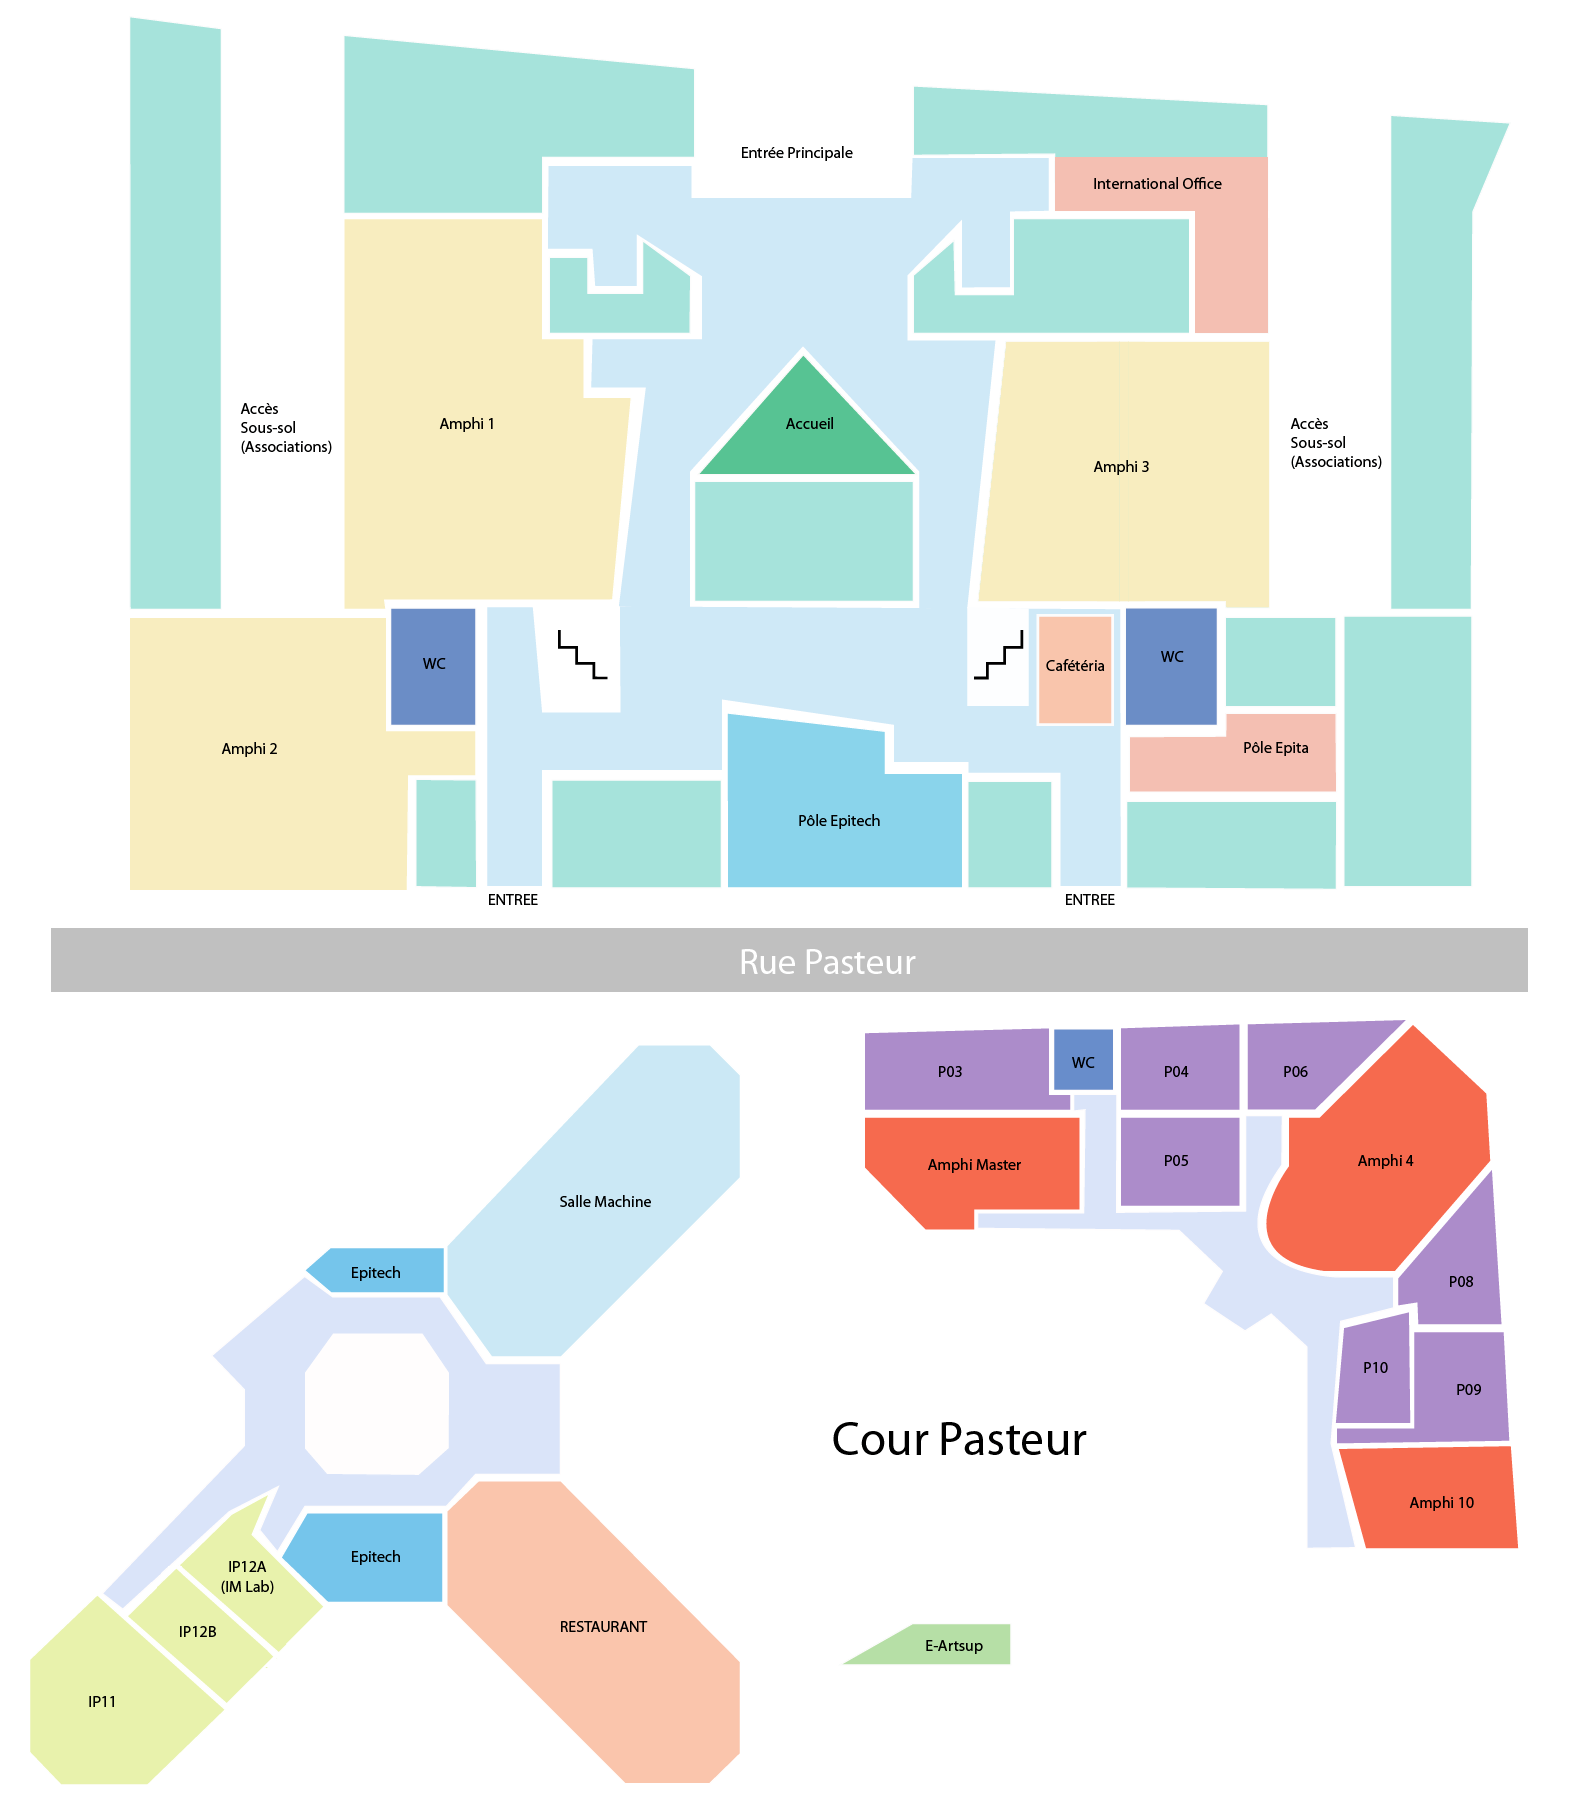 Entrée Principale
International Office
Accès
Sous-sol
(Associations)
Amphi 1
Accueil
Amphi 3
Accès
Sous-sol
(Associations)
WC
Cafétéria
WC
Amphi 2
Pôle Epita
Pôle Epitech
ENTREE
ENTREE
Rue Pasteur
P03
WC
P04
P06
Amphi Master
P05
Amphi 4
Salle Machine
Epitech
P08
P10
P09
Cour Pasteur
Amphi 10
Epitech
IP12A
(IM Lab)
IP12B
RESTAURANT
E-Artsup
IP11